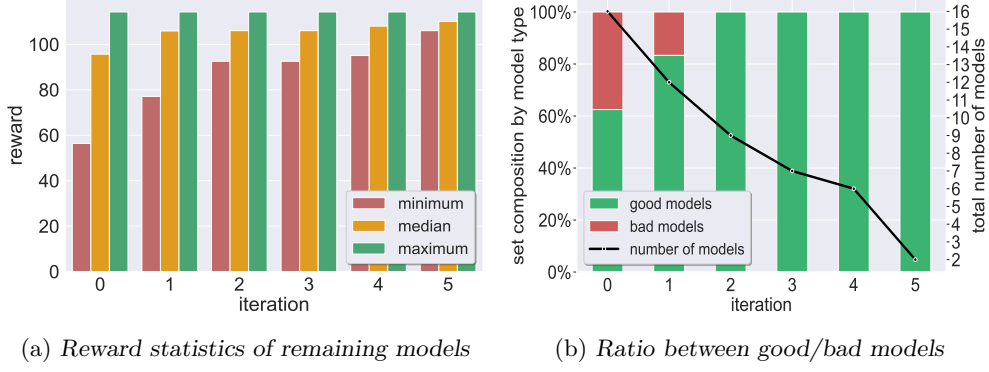 reward
100
80
60
40
20
0
minimum
median
maximum
0 1 2 3 4 5
iteration
(a) Reward statistics of remaining models
set composition by model type
100%
80%
60%
40%
20%
0%
good models
bad models
number of models
0 1 2 3 4 5
iteration
16
15
14
13
12
11
10
9
8
7
6
5
4
3
2
total number of models
(b) Ratio between good/bad models